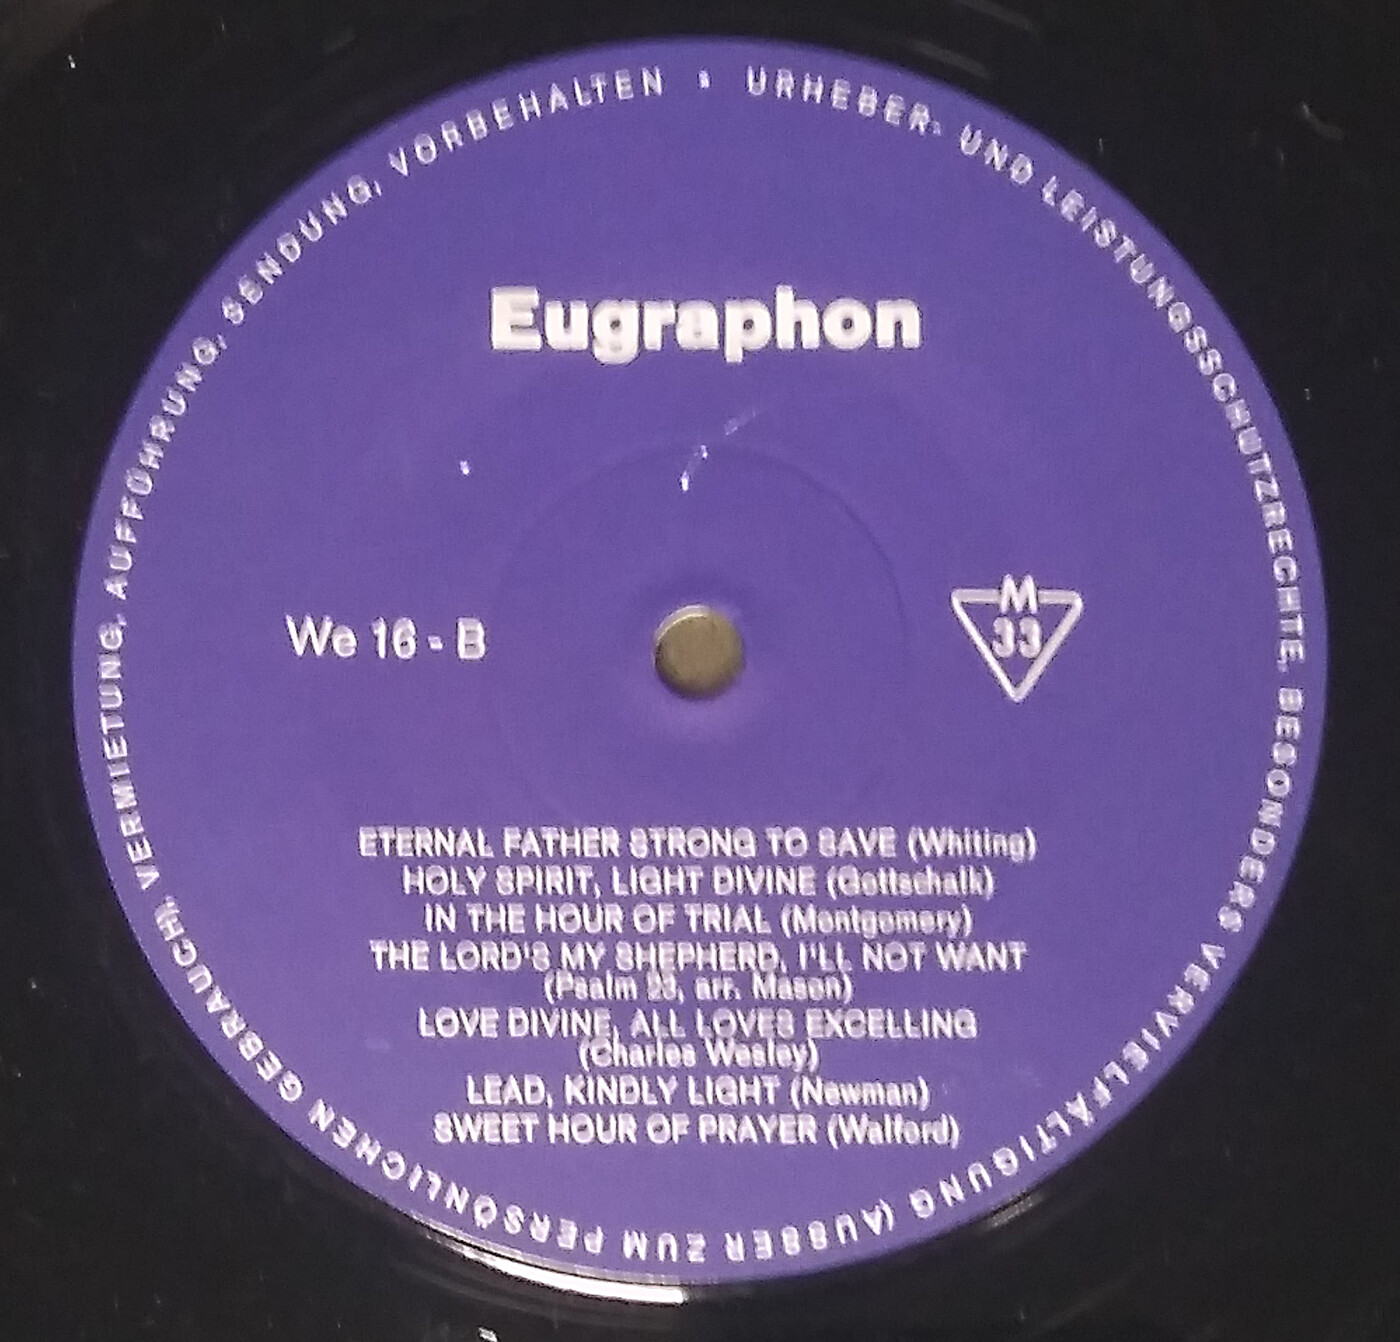 URHEBER- UND LEISTUNGSSCHUTZRECHTE, BESONDERS VERVIELFÄLTIGUNG (AUSSER ZUM PERSÖNLICHEN GEBRAUCH), VERMIETUNG, AUFFÜHRUNG, SENDUNG, VORBEHALTEN •
Eugraphon
We 16 - B
M
33
ETERNAL FATHER STRONG TO SAVE (Whiting)
HOLY SPIRIT, LIGHT DIVINE (Gottschalk)
IN THE HOUR OF TRIAL (Montgomery)
THE LORD'S MY SHEPHERD, I'LL NOT WANT
(Psalm 23, arr. Mason)
LOVE DIVINE, ALL LOVES EXCELLING
(Charles Wesley)
LEAD, KINDLY LIGHT (Newman)
SWEET HOUR OF PRAYER (Walford)